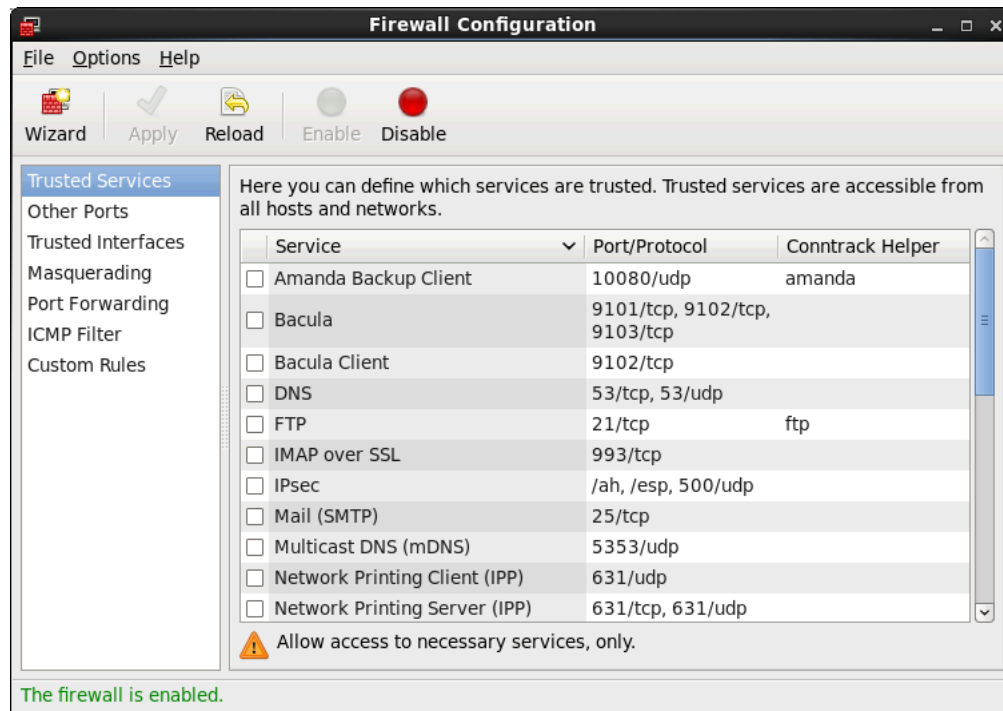 Firewall Configuration
File Options Help
Wizard Apply Reload Enable Disable
Trusted Services
Other Ports
Trusted Interfaces
Masquerading
Port Forwarding
ICMP Filter
Custom Rules
Here you can define which services are trusted. Trusted services are accessible from
all hosts and networks.
Service Port/Protocol Conntrack Helper
Amanda Backup Client 10080/udp amanda
Bacula 9101/tcp, 9102/tcp,
9103/tcp
Bacula Client 9102/tcp
DNS 53/tcp, 53/udp
FTP 21/tcp ftp
IMAP over SSL 993/tcp
IPsec /ah, /esp, 500/udp
Mail (SMTP) 25/tcp
Multicast DNS (mDNS) 5353/udp
Network Printing Client (IPP) 631/udp
Network Printing Server (IPP) 631/tcp, 631/udp
Allow access to necessary services, only.
The firewall is enabled.